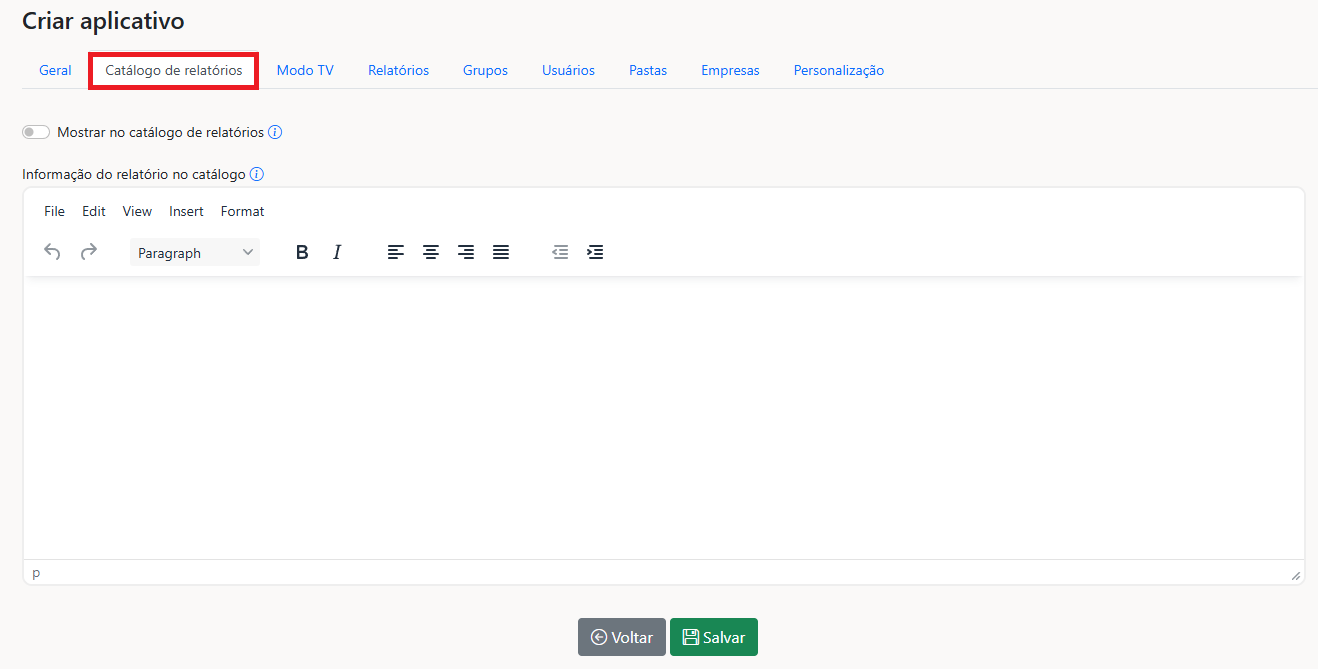 Criar aplicativo
Geral Catálogo de relatórios Modo TV Relatórios Grupos Usuários Pastas Empresas Personalização
Mostrar no catálogo de relatórios
Informação do relatório no catálogo
File Edit View Insert Format
Paragraph B I
p
Voltar Salvar